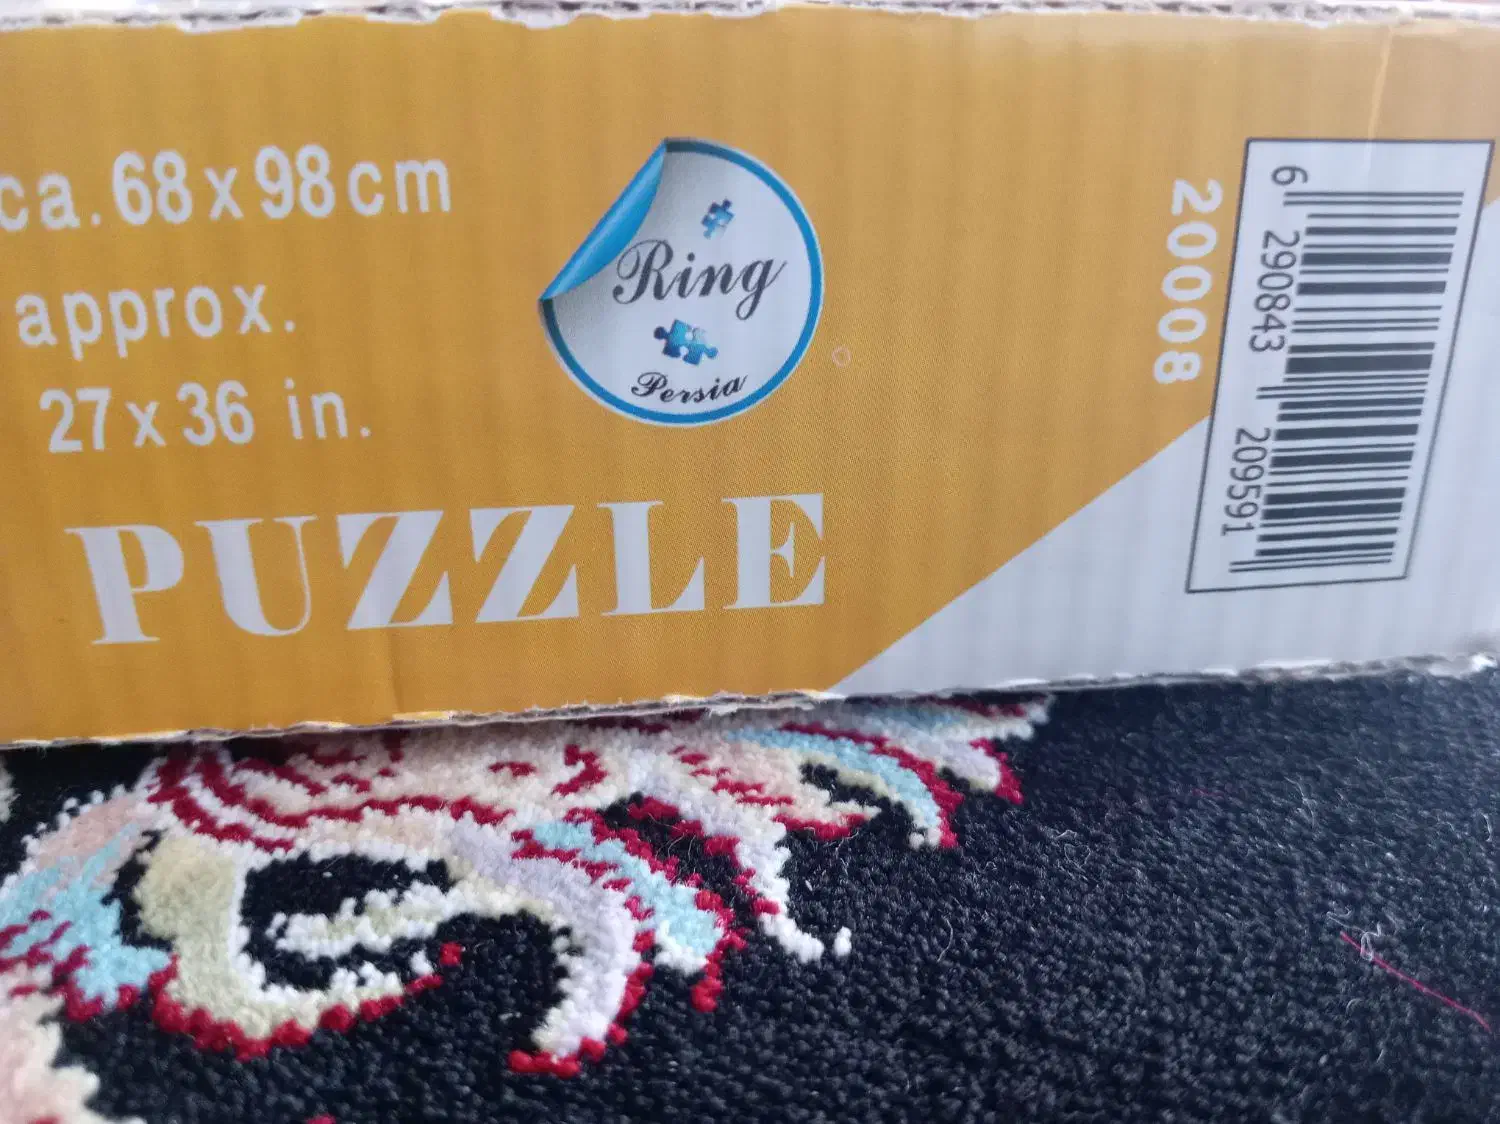 ca. 68 x 98 cm
approx.
27 x 36 in.
PUZZLE
Ring
Persia
20008
6 290843 209591